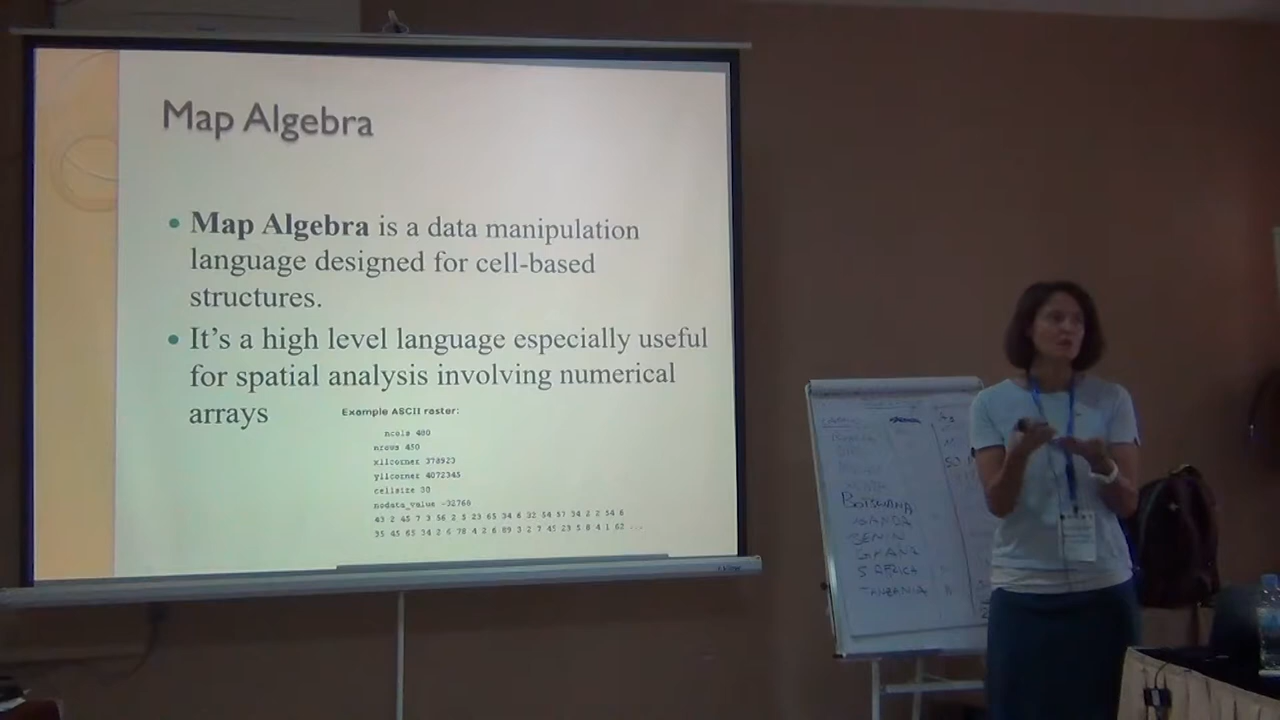 Map Algebra
• Map Algebra is a data manipulation
language designed for cell-based
structures.
• It's a high level language especially useful
for spatial analysis involving numerical
arrays
Example ASCII raster:
ncols 480
nrows 450
xllcorner 378923
yllcorner 4072345
cellsize 30
nodata_value -32768
43 2 45 7 3 56 2 5 23 65 34 6 32 54 57 34 2 2 54 6
35 45 65 34 2 6 78 4 2 6 89 3 2 7 45 23 5 8 4 1 62 ...
BOTSWANA
UGANDA
BENIN
GHANA
S AFRICA
TANZANIA